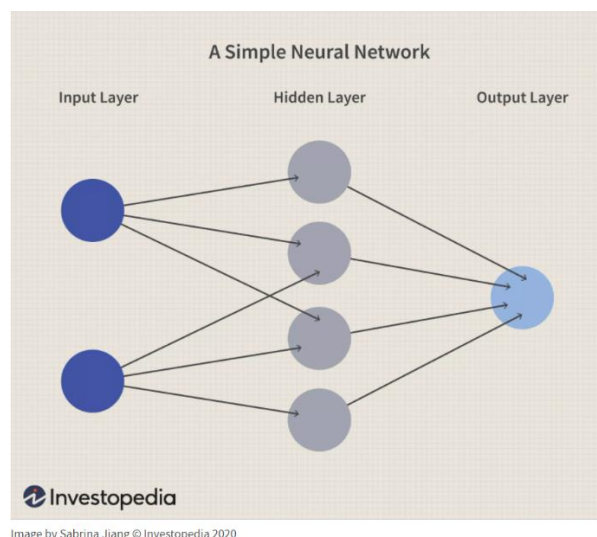 A Simple Neural Network
Input Layer Hidden Layer Output Layer
Investopedia
Image by Sabrina Jiang © Investopedia 2020